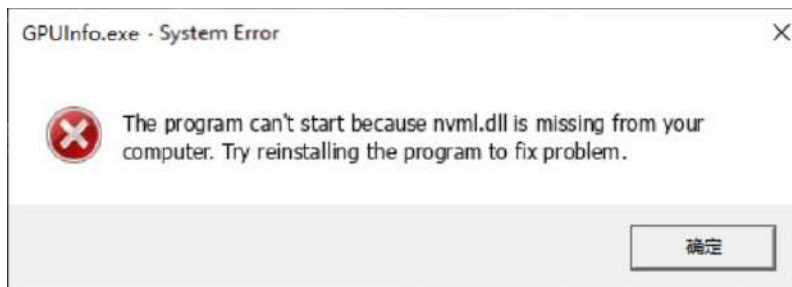 GPUInfo.exe - System Error
The program can't start because nvml.dll is missing from your
computer. Try reinstalling the program to fix problem.
确定